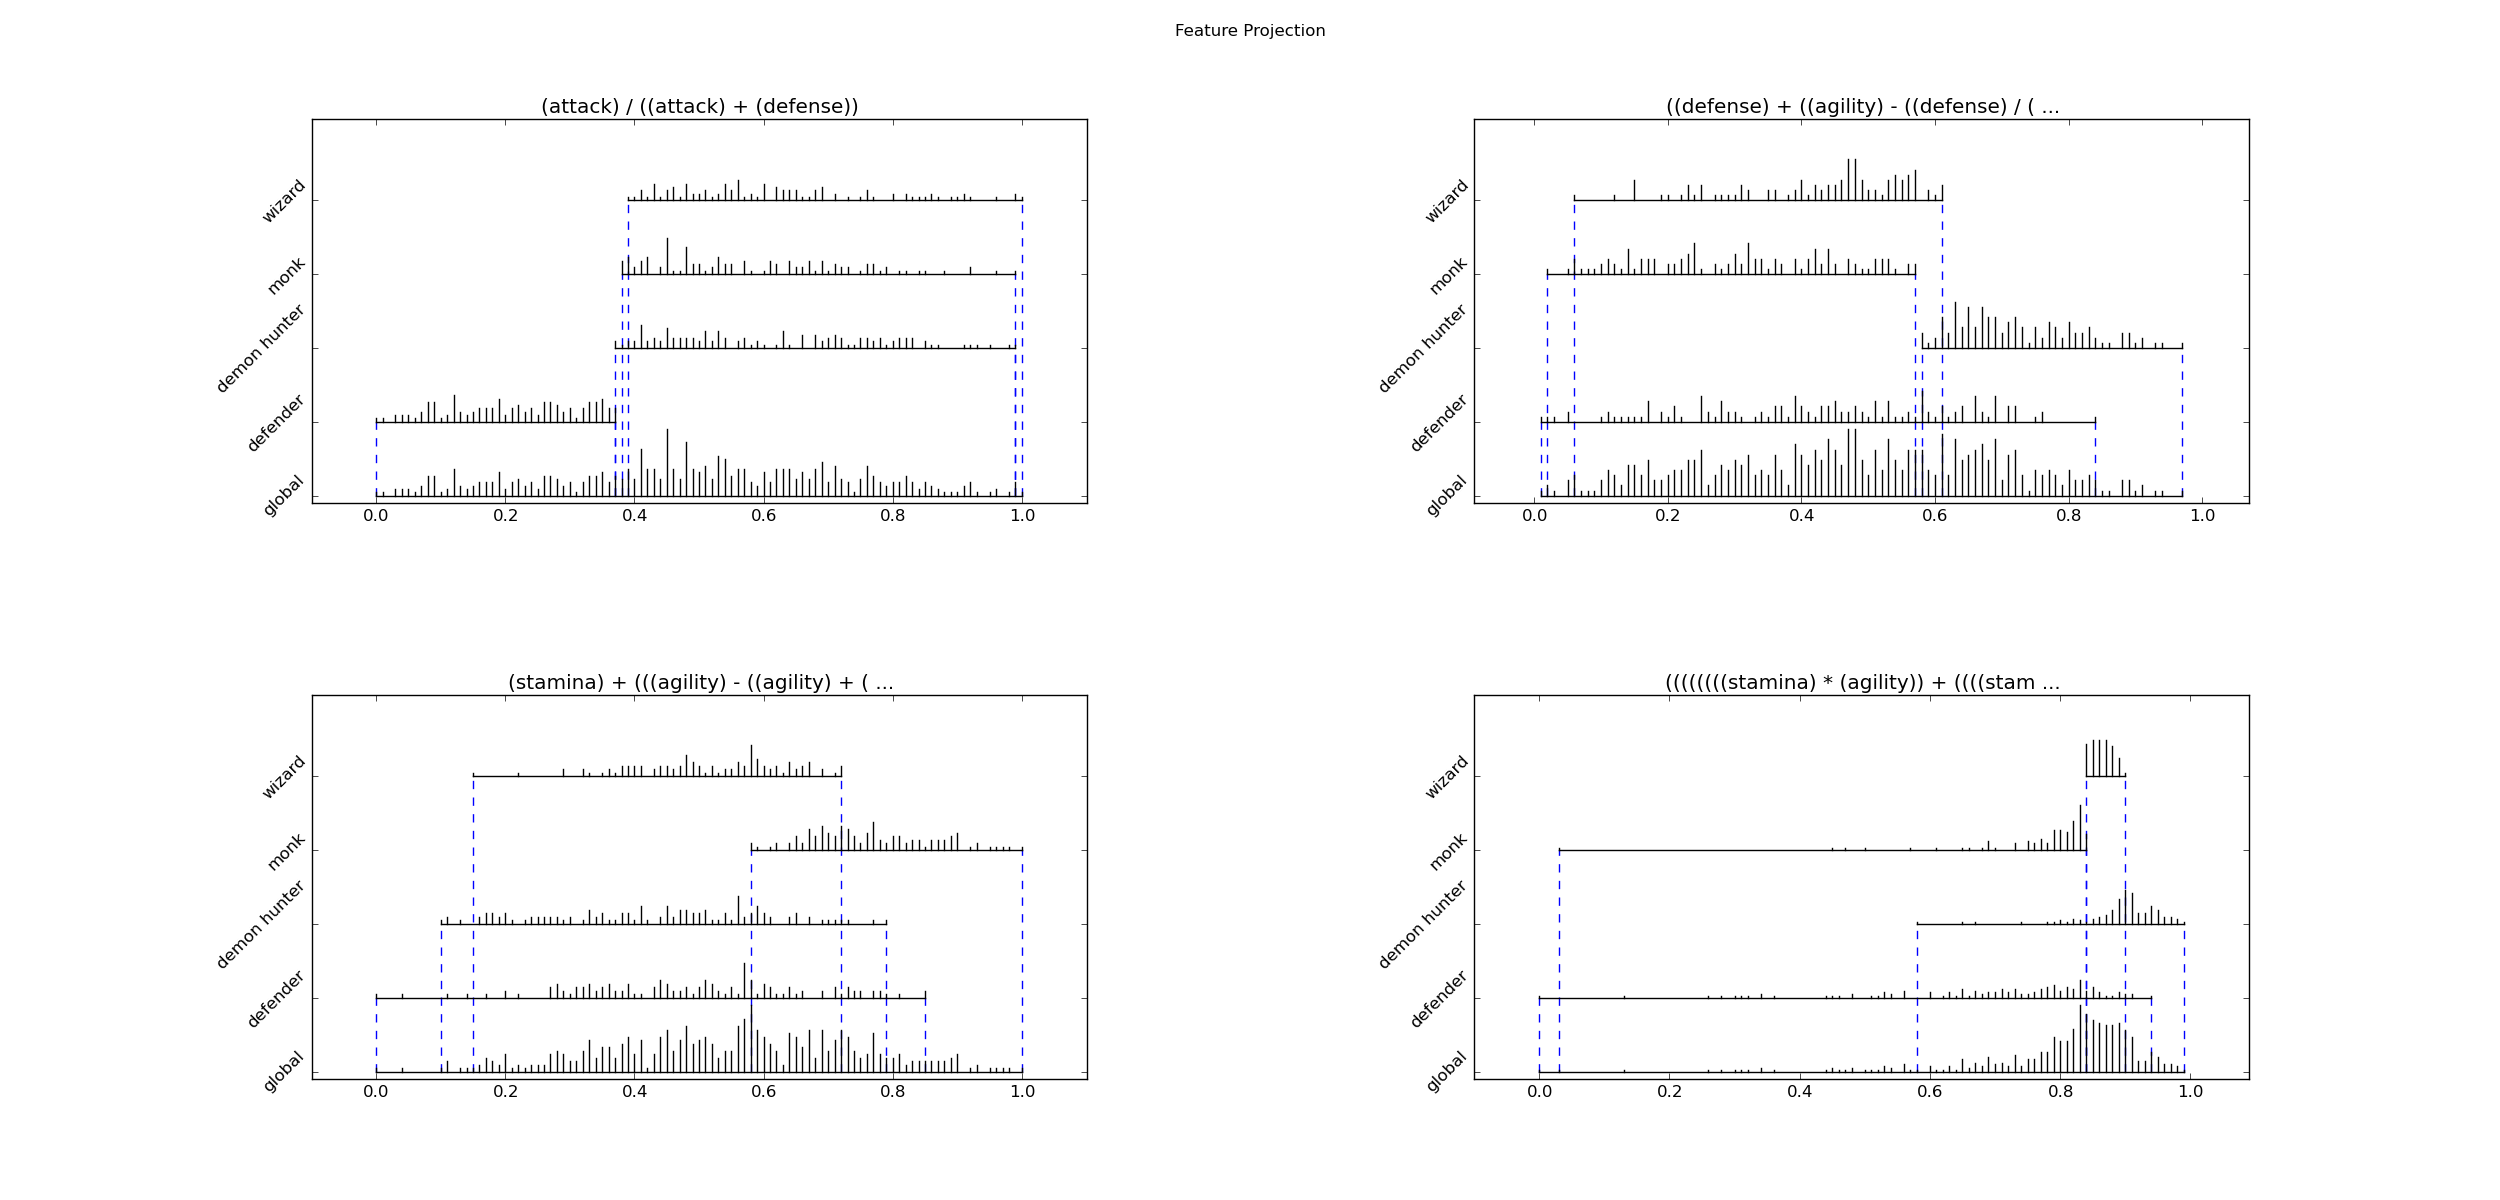 Feature Projection
(attack) / ((attack) + (defense))
wizard
monk
demon hunter
defender
global
0.0 0.2 0.4 0.6 0.8 1.0
((defense) + ((agility) - ((defense) / ( ...
wizard
monk
demon hunter
defender
global
0.0 0.2 0.4 0.6 0.8 1.0
(stamina) + (((agility) - ((agility) + ( ...
wizard
monk
demon hunter
defender
global
0.0 0.2 0.4 0.6 0.8 1.0
((((((((stamina) * (agility)) + ((((stam ...
wizard
monk
demon hunter
defender
global
0.0 0.2 0.4 0.6 0.8 1.0